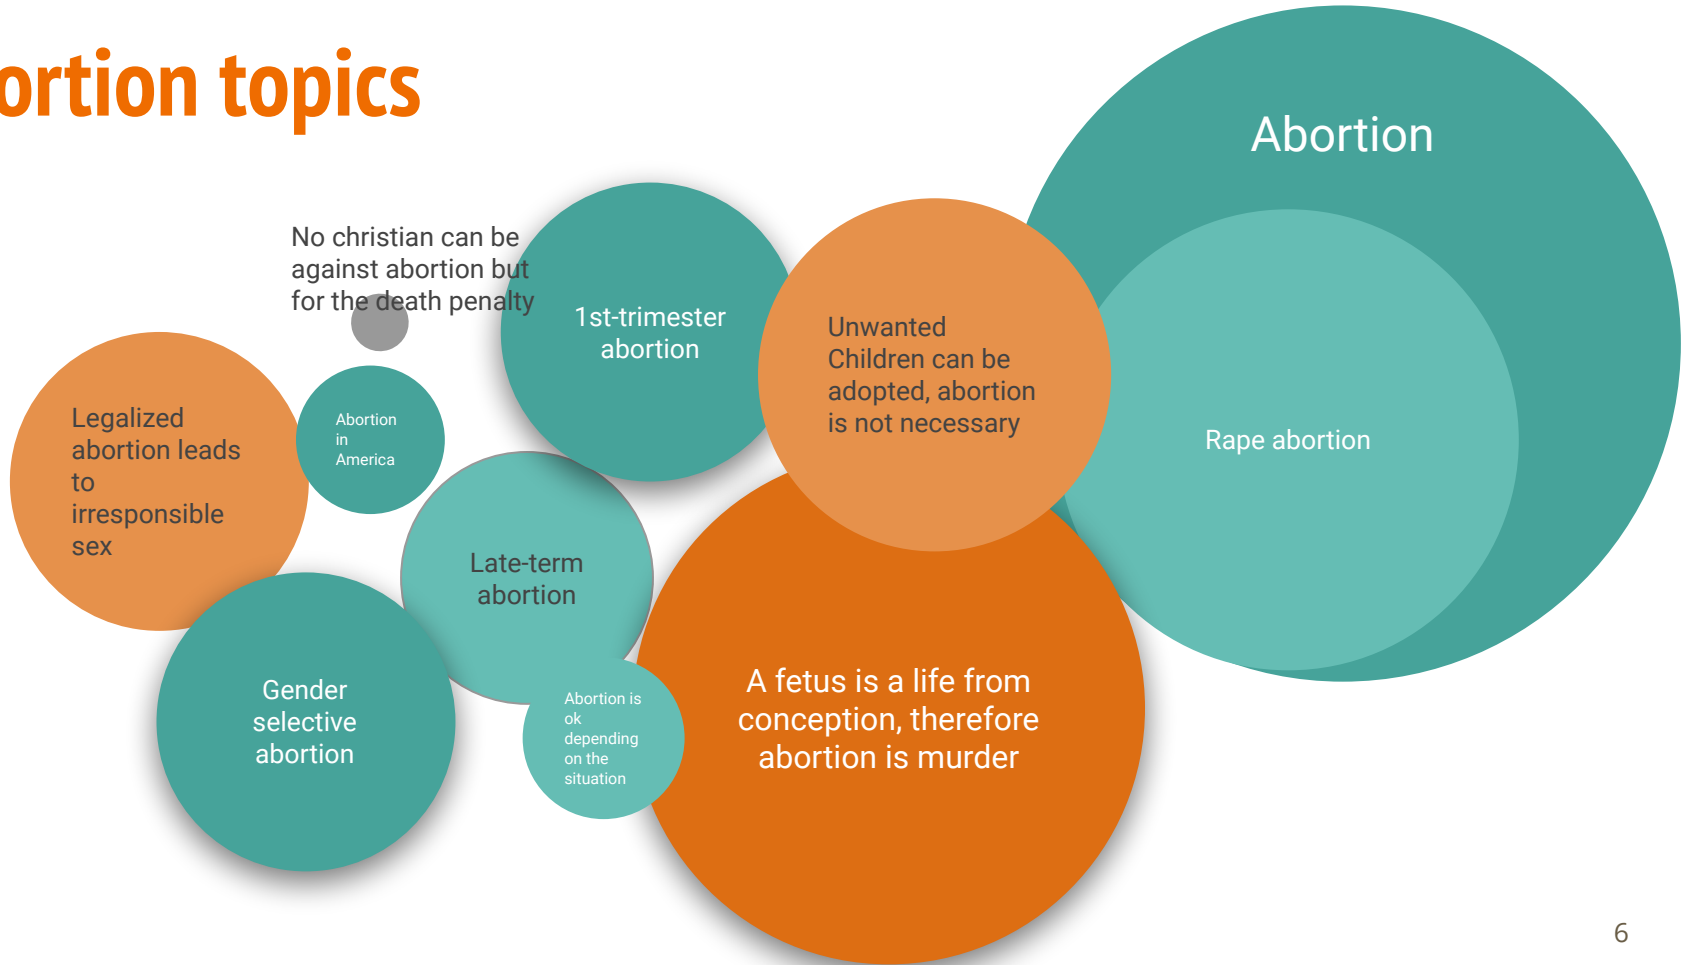 ortion topics
Abortion
No christian can be
against abortion but
for the death penalty
1st-trimester
abortion
Unwanted
Children can be
adopted, abortion
is not necessary
Legalized
abortion leads
to
irresponsible
sex
Abortion
in
America
Rape abortion
Late-term
abortion
Gender
selective
abortion
Abortion is
ok
depending
on the
situation
A fetus is a life from
conception, therefore
abortion is murder
6